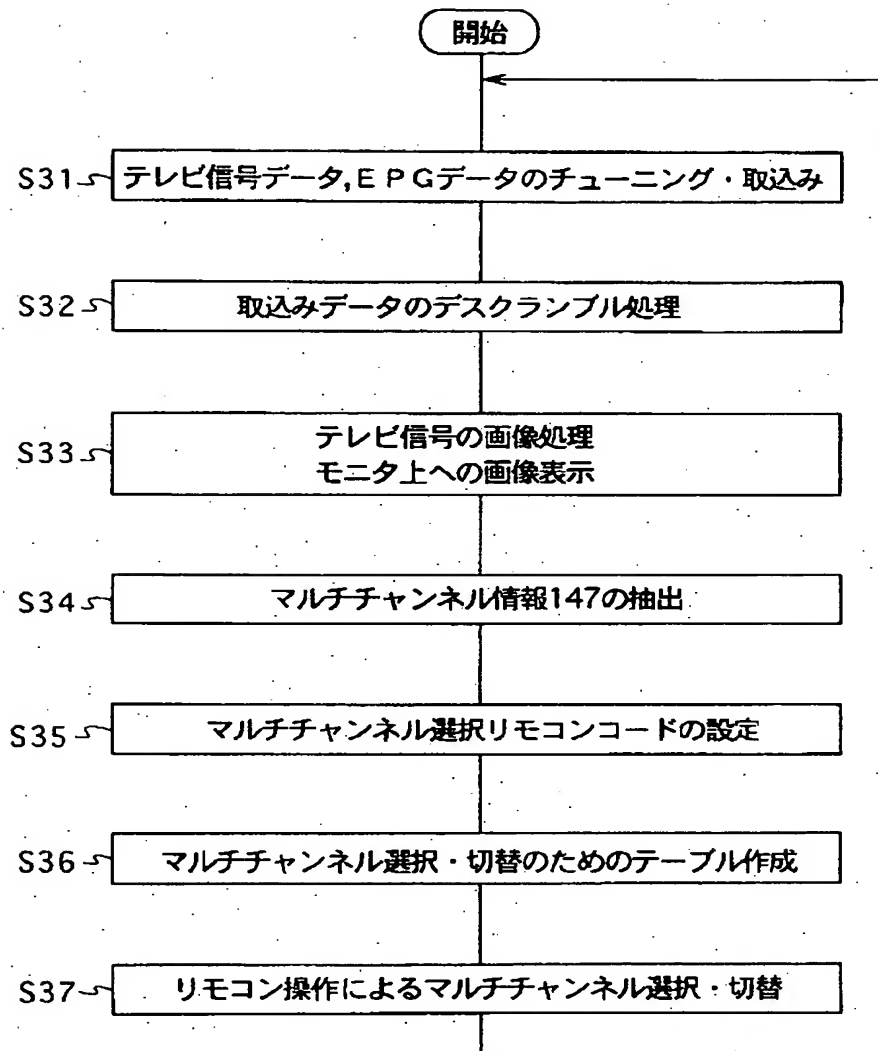 開始
S31 テレビ信号データ,EPGデータのチューニング・取込み
S32 取込みデータのデスクランブル処理
S33 テレビ信号の画像処理
モニタ上への画像表示
S34 マルチチャンネル情報147の抽出
S35 マルチチャンネル選択リモコンコードの設定
S36 マルチチャンネル選択・切替のためのテーブル作成
S37 リモコン操作によるマルチチャンネル選択・切替